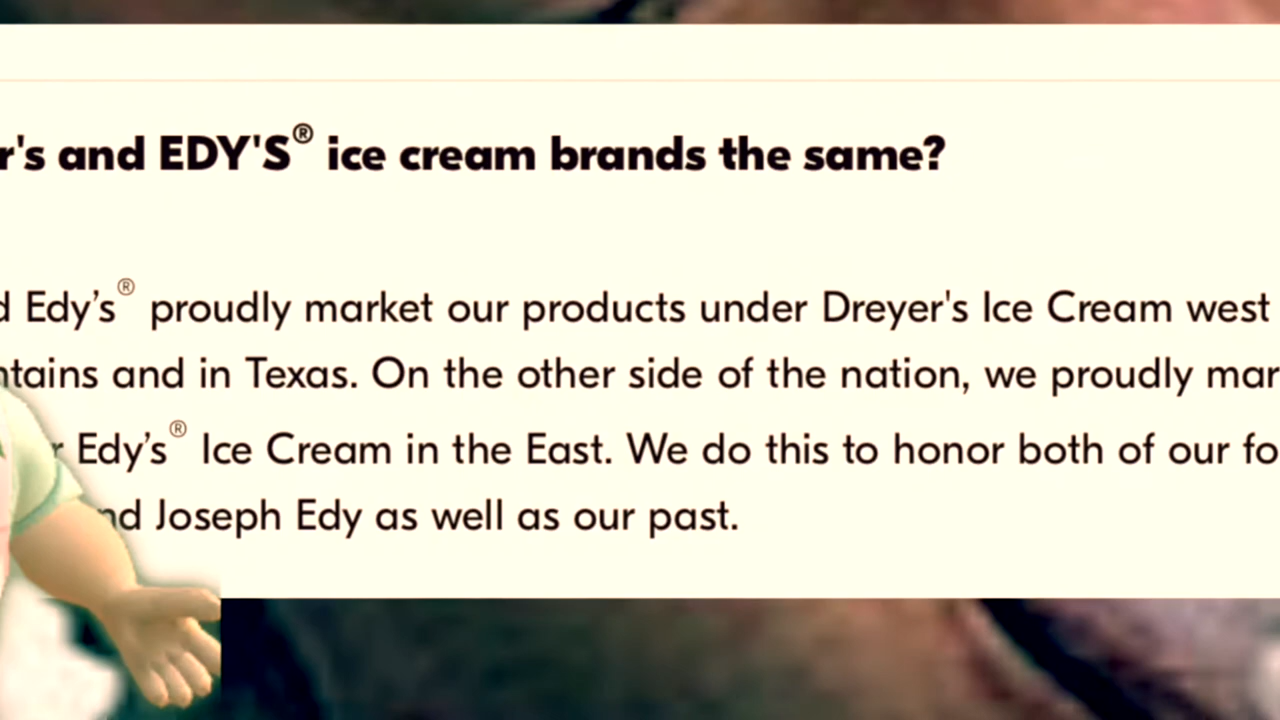 r's and EDY'S® ice cream brands the same?
d Edy’s® proudly market our products under Dreyer's Ice Cream west
ntains and in Texas. On the other side of the nation, we proudly mar
r Edy’s® Ice Cream in the East. We do this to honor both of our fo
nd Joseph Edy as well as our past.